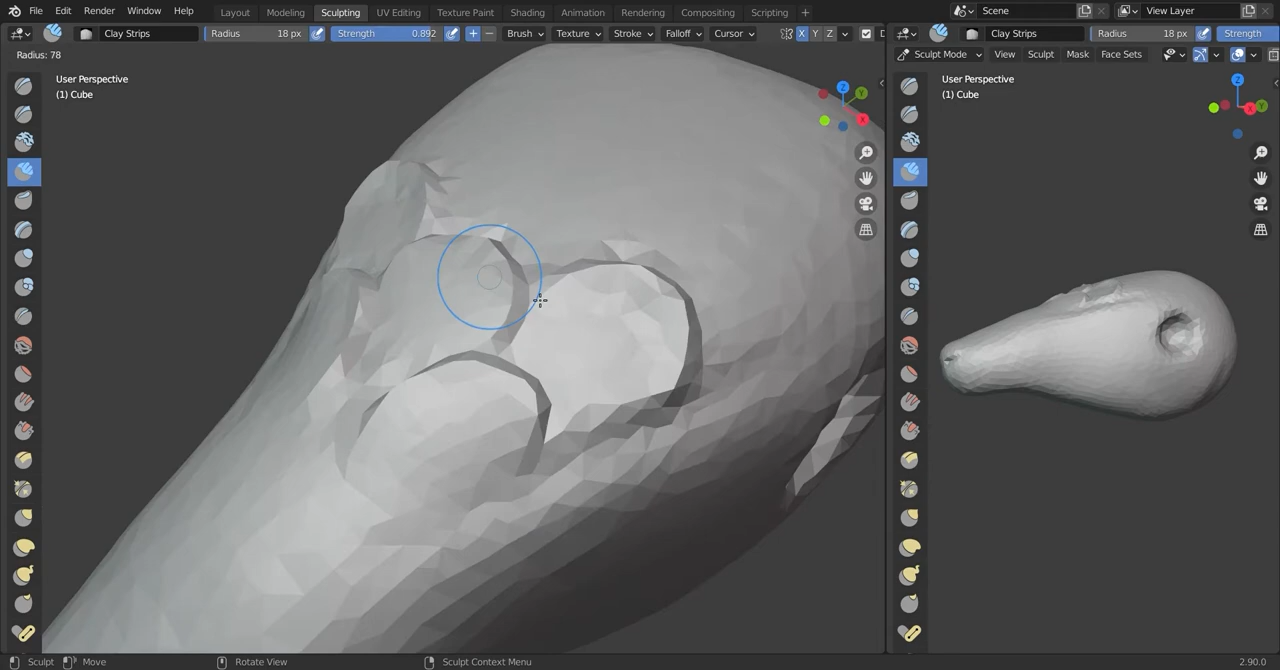 File Edit Render Window Help Layout Modeling Sculpting UV Editing Texture Paint Shading Animation Rendering Compositing Scripting + Scene View Layer
Clay Strips Radius 18 px Strength 0.892 + − Brush Texture Stroke Falloff Cursor X Y Z Clay Strips Radius 18 px Strength
Radius: 78 Sculpt Mode View Sculpt Mask Face Sets
User Perspective
(1) Cube
Z
Y
X
User Perspective
(1) Cube
Z
X
Y
Sculpt Move Rotate View Sculpt Context Menu 2.90.0